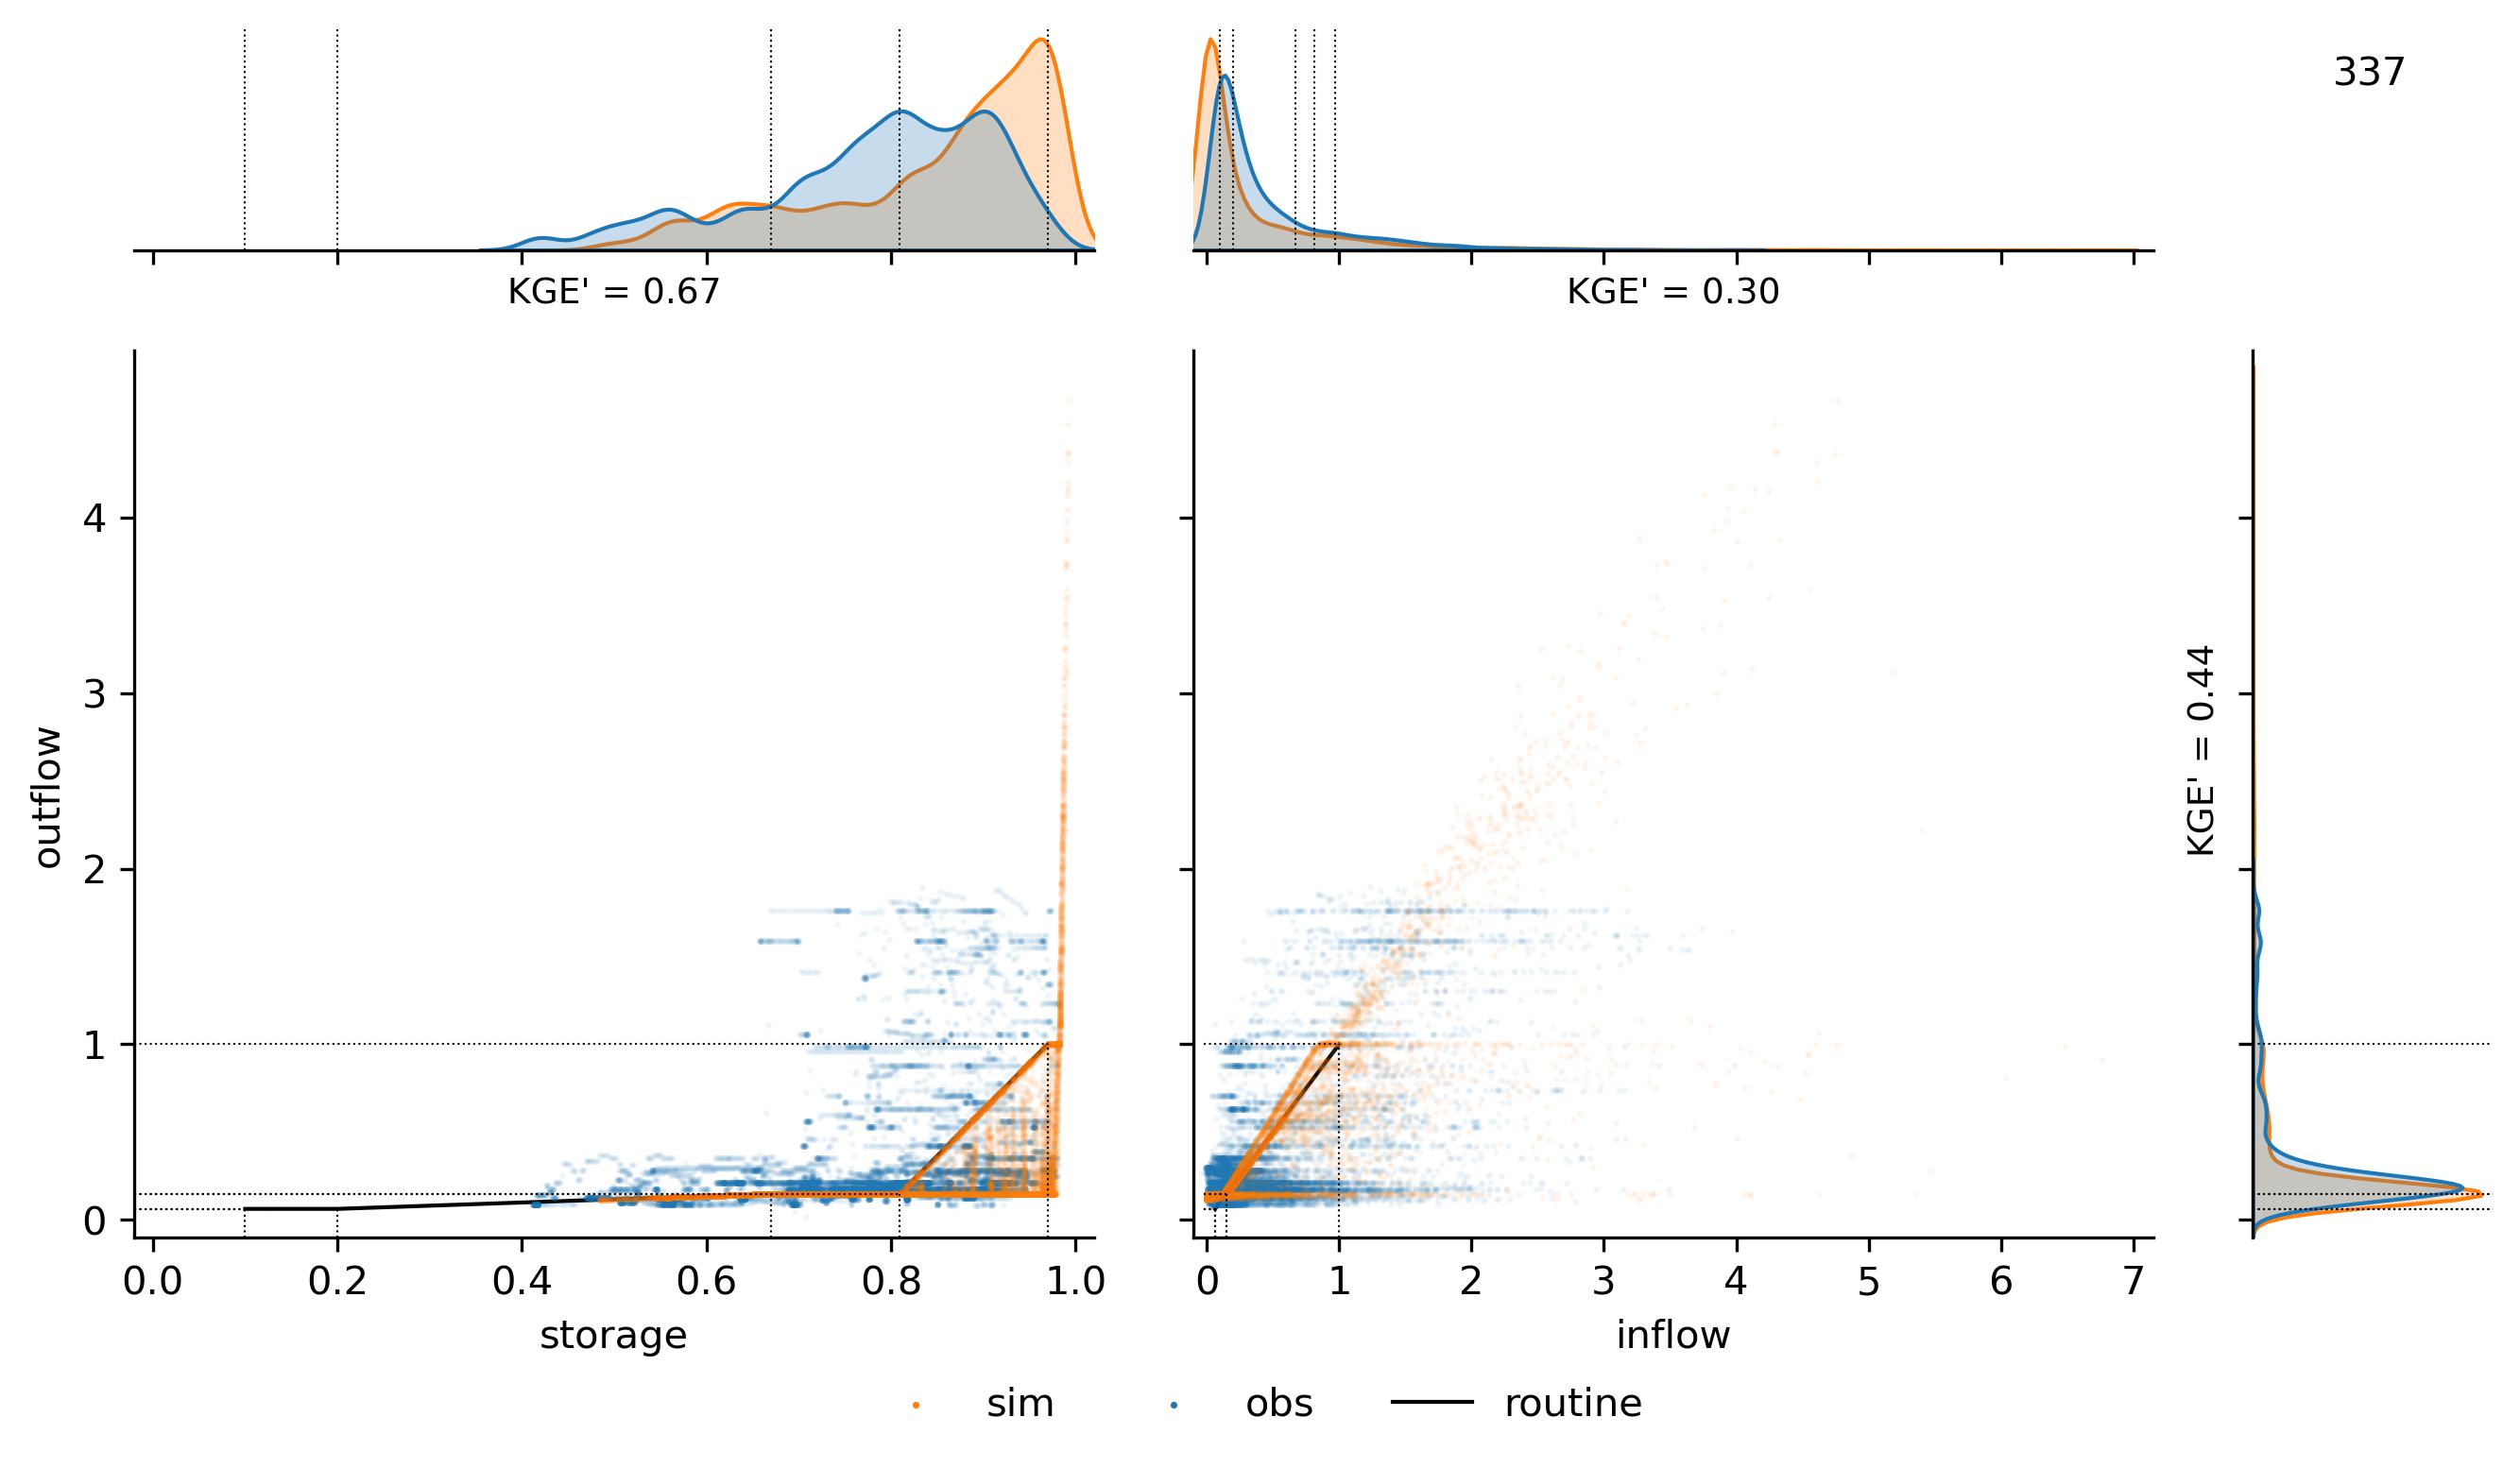 337
KGE' = 0.67
KGE' = 0.30
4
3
2
1
0
outflow
KGE' = 0.44
0.0 0.2 0.4 0.6 0.8 1.0
0 1 2 3 4 5 6 7
storage
inflow
sim obs routine